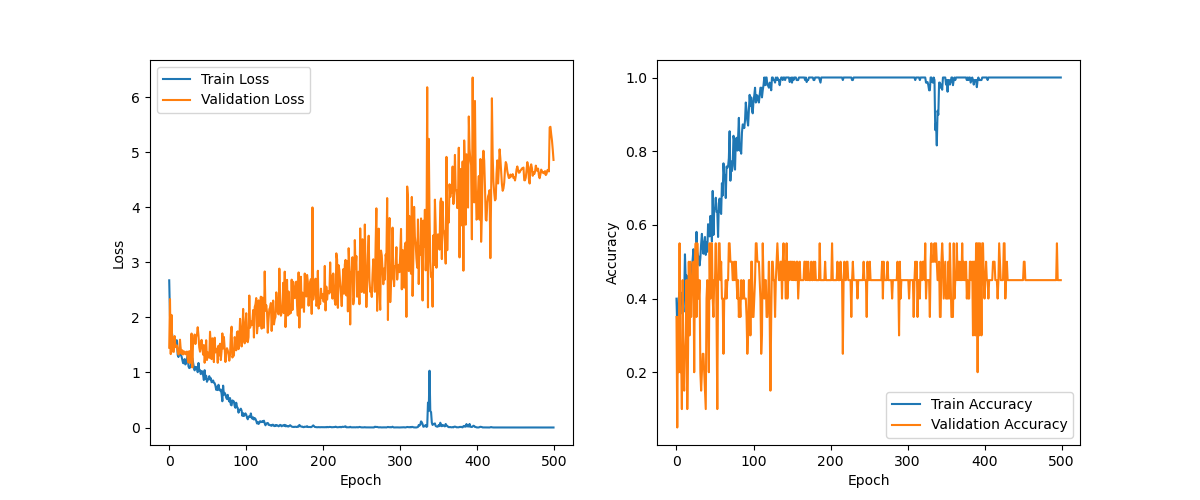 Train Loss
Validation Loss
6
5
4
3
2
1
0
Loss
0 100 200 300 400 500
Epoch
1.0
0.8
0.6
0.4
0.2
Accuracy
Train Accuracy
Validation Accuracy
0 100 200 300 400 500
Epoch